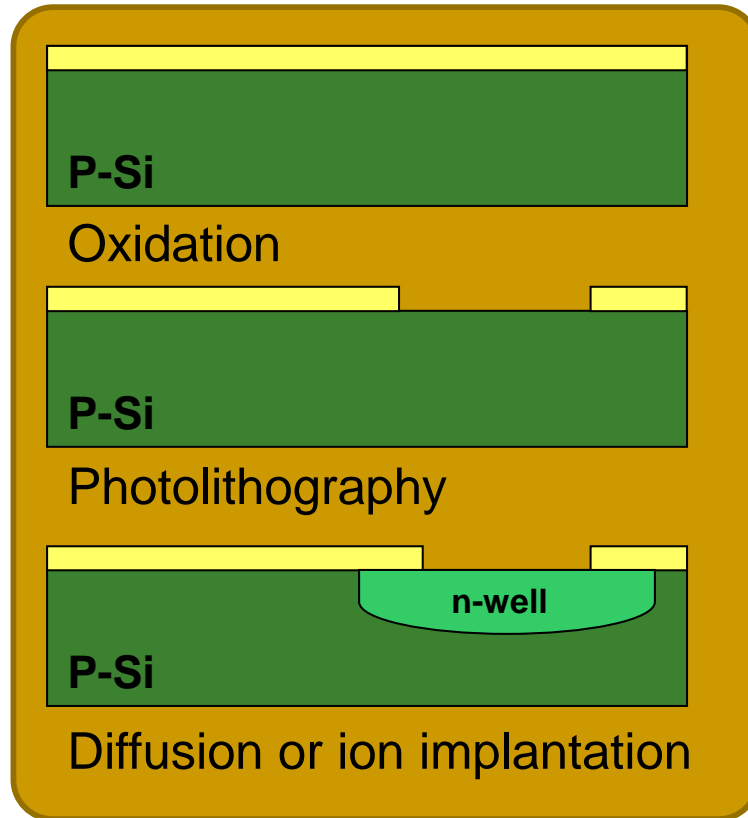 P-Si
Oxidation
P-Si
Photolithography
n-well
P-Si
Diffusion or ion implantation